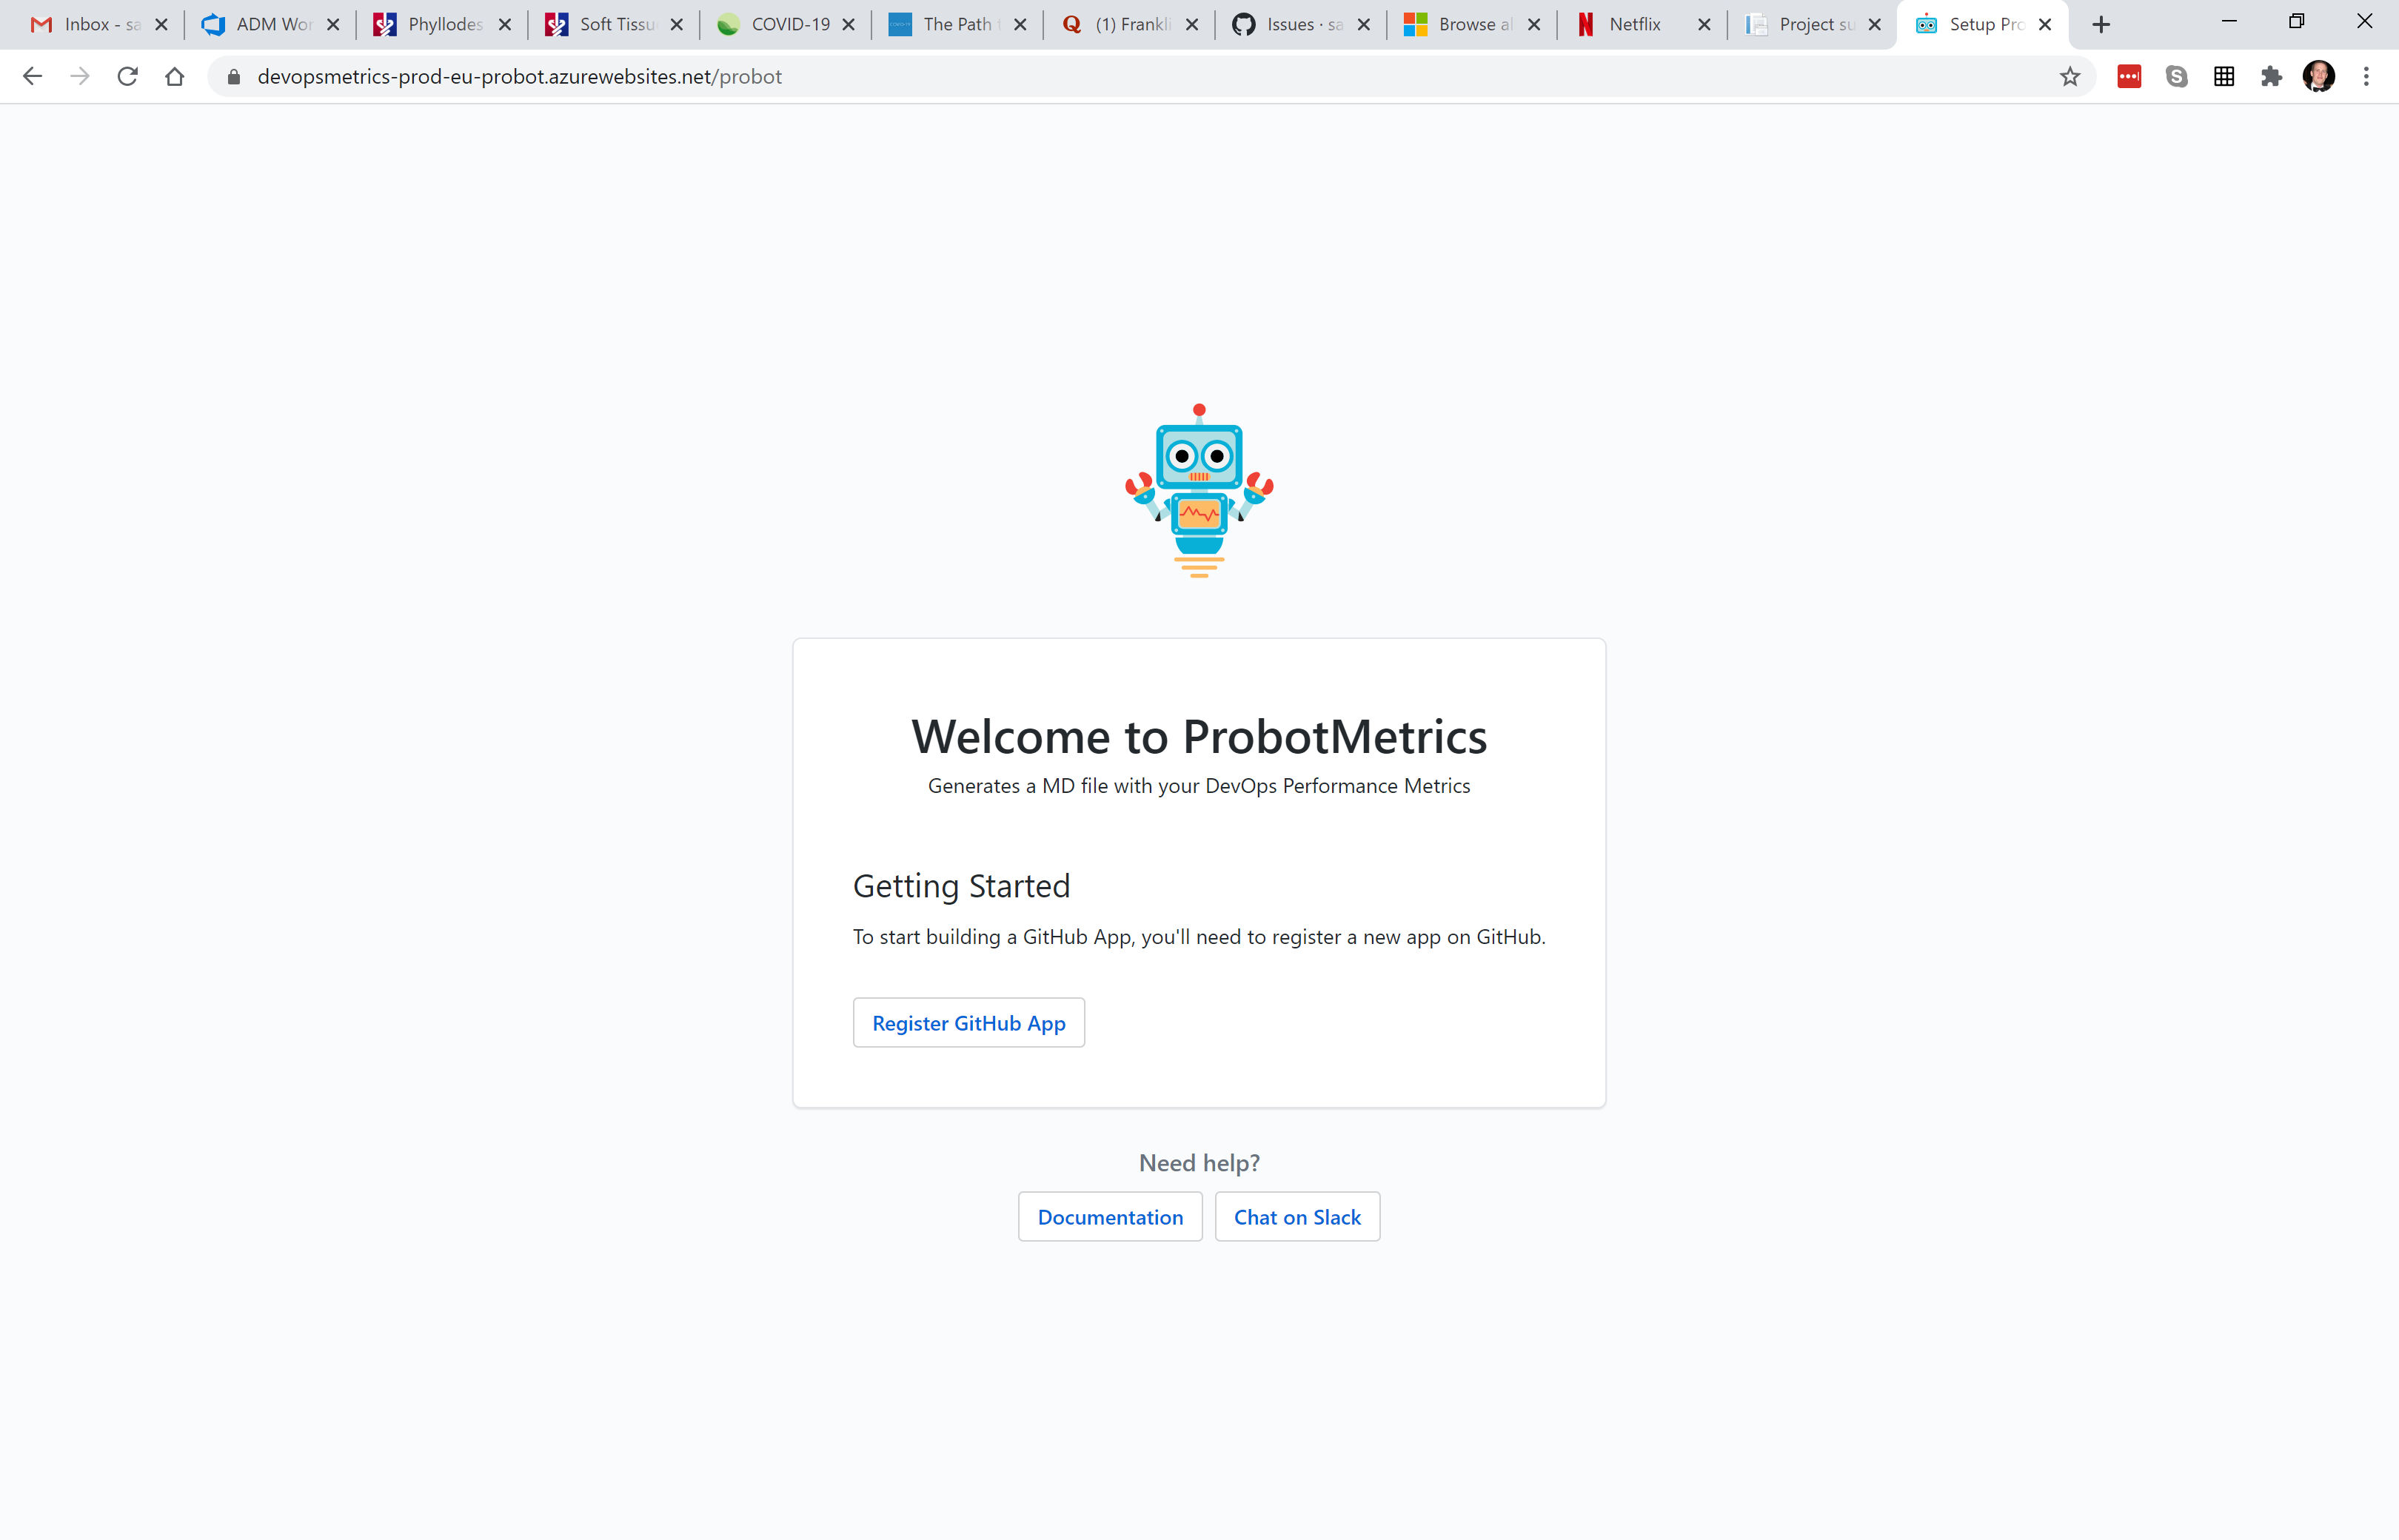 Inbox - sa
ADM Wor
Phyllodes
Soft Tissu
COVID-19
The Path t
(1) Frankli
Issues · sa
Browse al
Netflix
Project su
Setup Pro
devopsmetrics-prod-eu-probot.azurewebsites.net/probot
Welcome to ProbotMetrics
Generates a MD file with your DevOps Performance Metrics
Getting Started
To start building a GitHub App, you'll need to register a new app on GitHub.
Register GitHub App
Need help?
Documentation
Chat on Slack